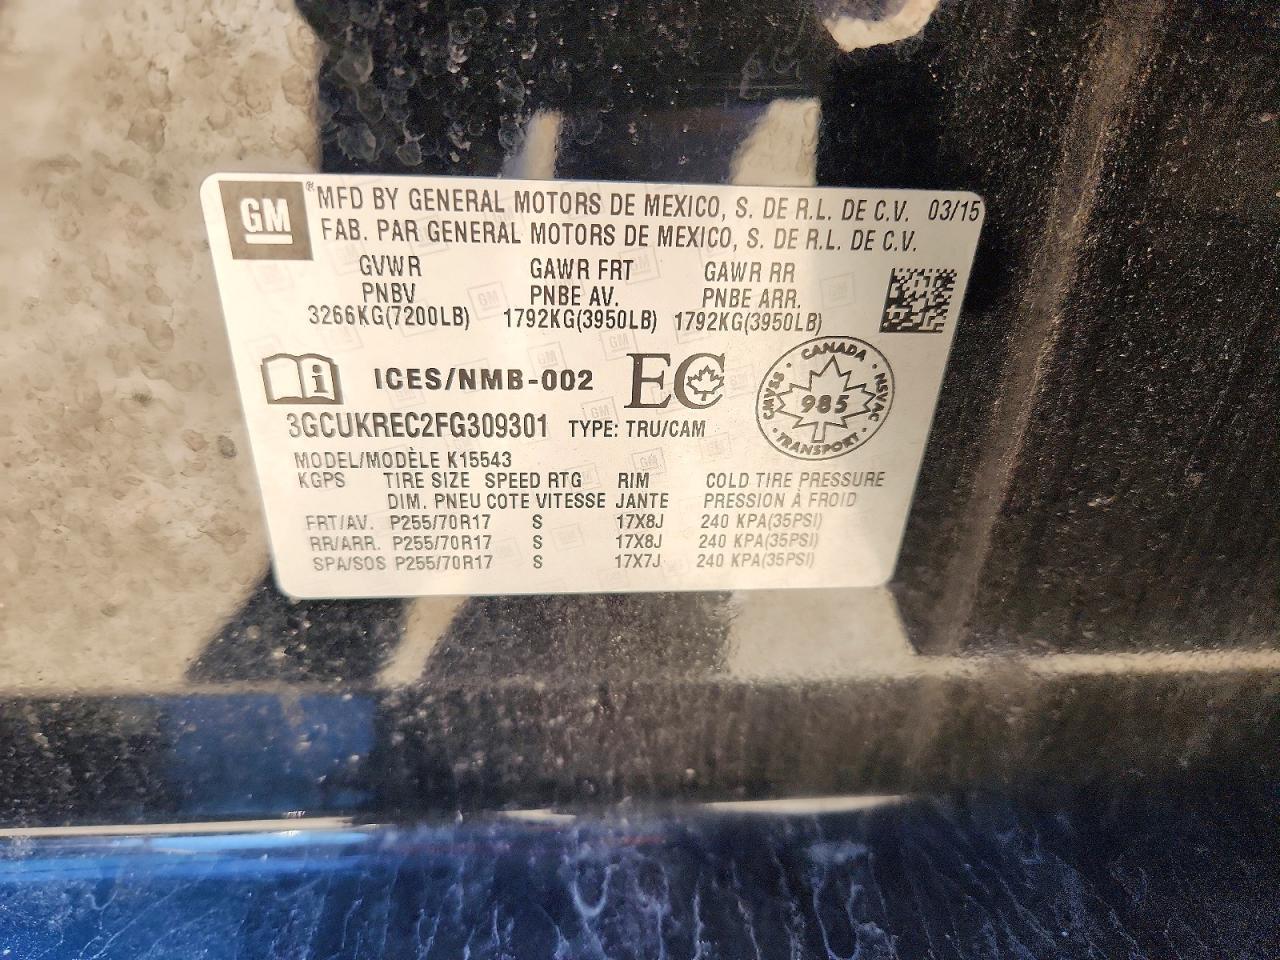 GM ® MFD BY GENERAL MOTORS DE MEXICO, S. DE R.L. DE C.V. 03/15
FAB. PAR GENERAL MOTORS DE MEXICO, S. DE R.L. DE C.V.
GVWR GAWR FRT GAWR RR
PNBV PNBE AV. PNBE ARR.
3266KG(7200LB) 1792KG(3950LB) 1792KG(3950LB)
i ICES/NMB-002 EC
CANADA
CMVSS 985 NSVAC
TRANSPORT
3GCUKREC2FG309301 TYPE: TRU/CAM
MODEL/MODÈLE K15543
KGPS TIRE SIZE SPEED RTG RIM COLD TIRE PRESSURE
DIM. PNEU COTE VITESSE JANTE PRESSION À FROID
FRT/AV. P255/70R17 S 17X8J 240 KPA(35PSI)
RR/ARR. P255/70R17 S 17X8J 240 KPA(35PSI)
SPA/SOS P255/70R17 S 17X7J 240 KPA(35PSI)